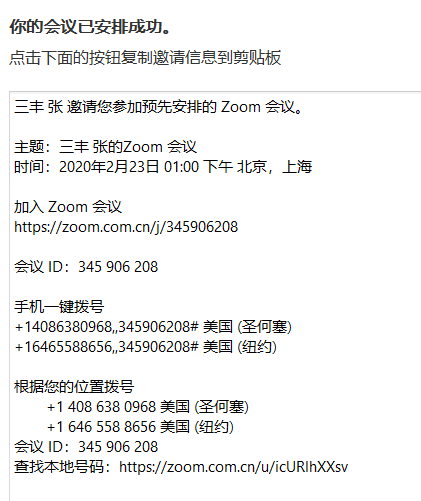 你的会议已安排成功。
点击下面的按钮复制邀请信息到剪贴板
三丰 张 邀请您参加预先安排的 Zoom 会议。
主题：三丰 张的Zoom 会议
时间：2020年2月23日 01:00 下午 北京，上海
加入 Zoom 会议
https://zoom.com.cn/j/345906208
会议 ID：345 906 208
手机一键拨号
+14086380968,,345906208# 美国 (圣何塞)
+16465588656,,345906208# 美国 (纽约)
根据您的位置拨号
+1 408 638 0968 美国 (圣何塞)
+1 646 558 8656 美国 (纽约)
会议 ID：345 906 208
查找本地号码：https://zoom.com.cn/u/icURlhXXsv